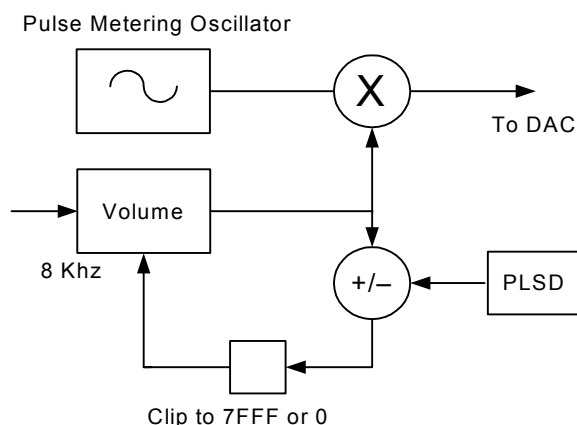 Pulse Metering Oscillator
X
To DAC
Volume
8 Khz
+/–
PLSD
Clip to 7FFF or 0